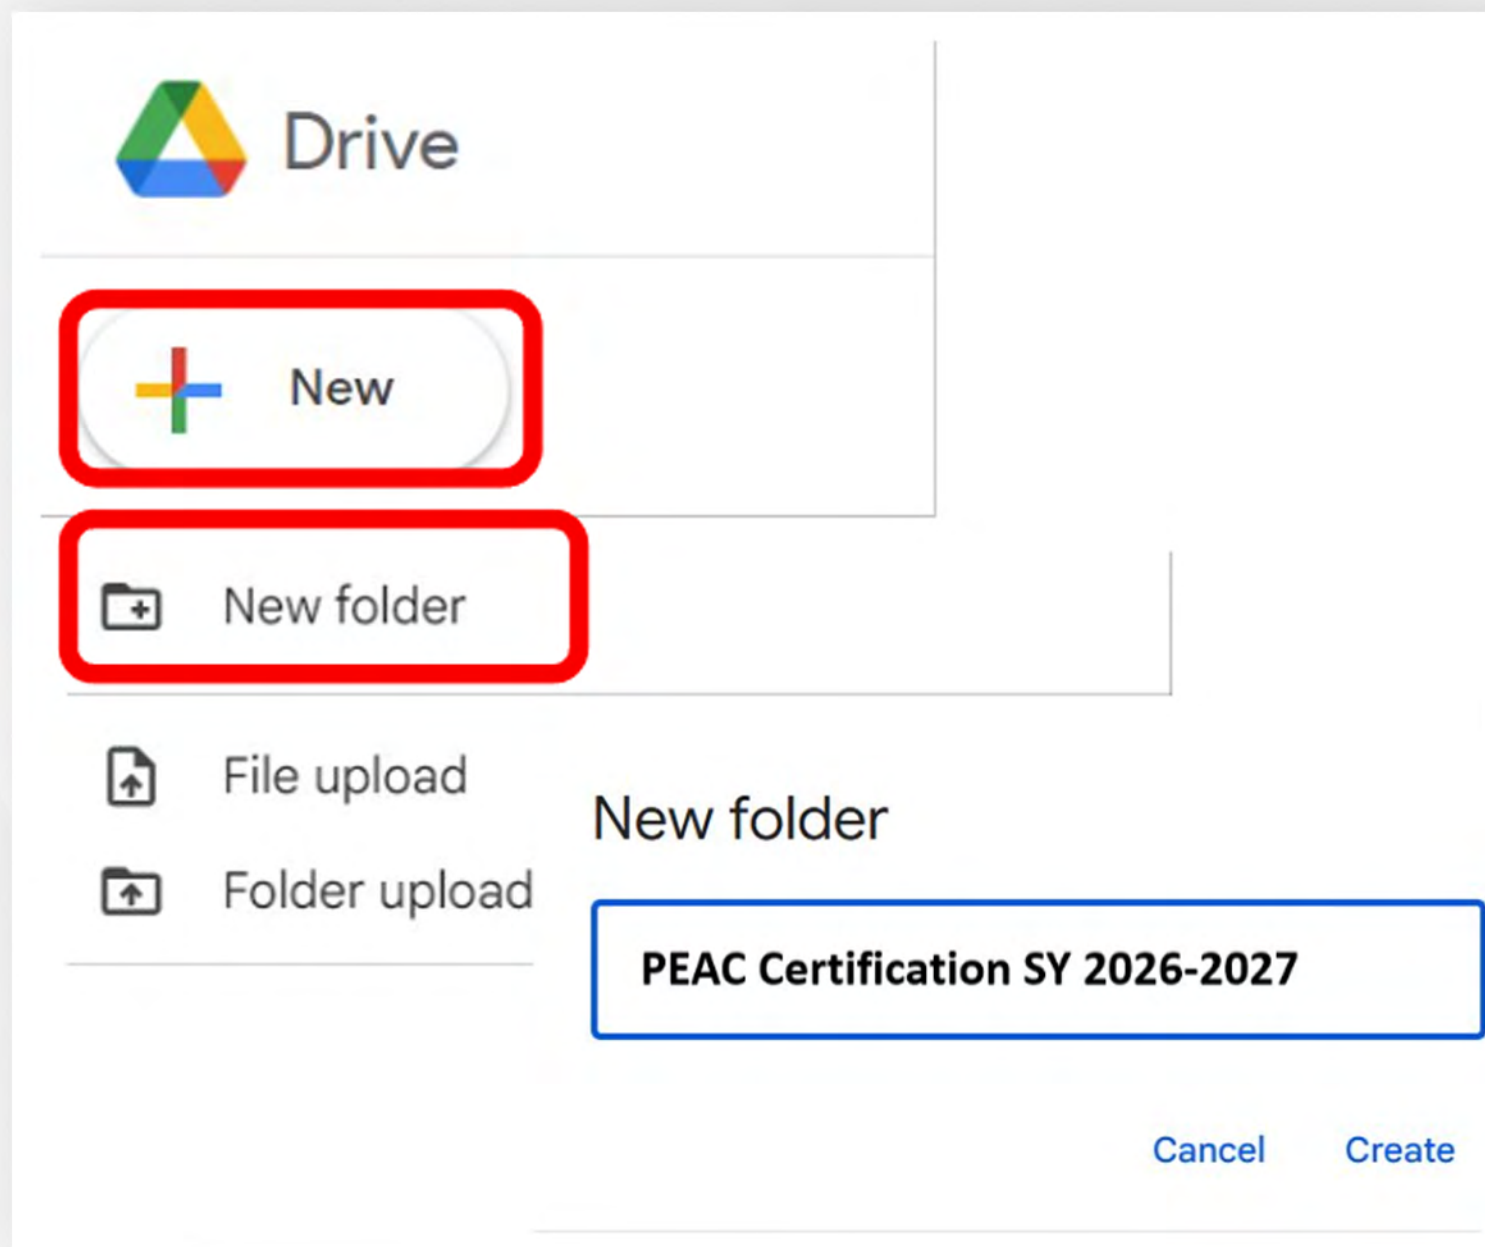 Drive
New
New folder
File upload
Folder upload
New folder
PEAC Certification SY 2026-2027
Cancel Create